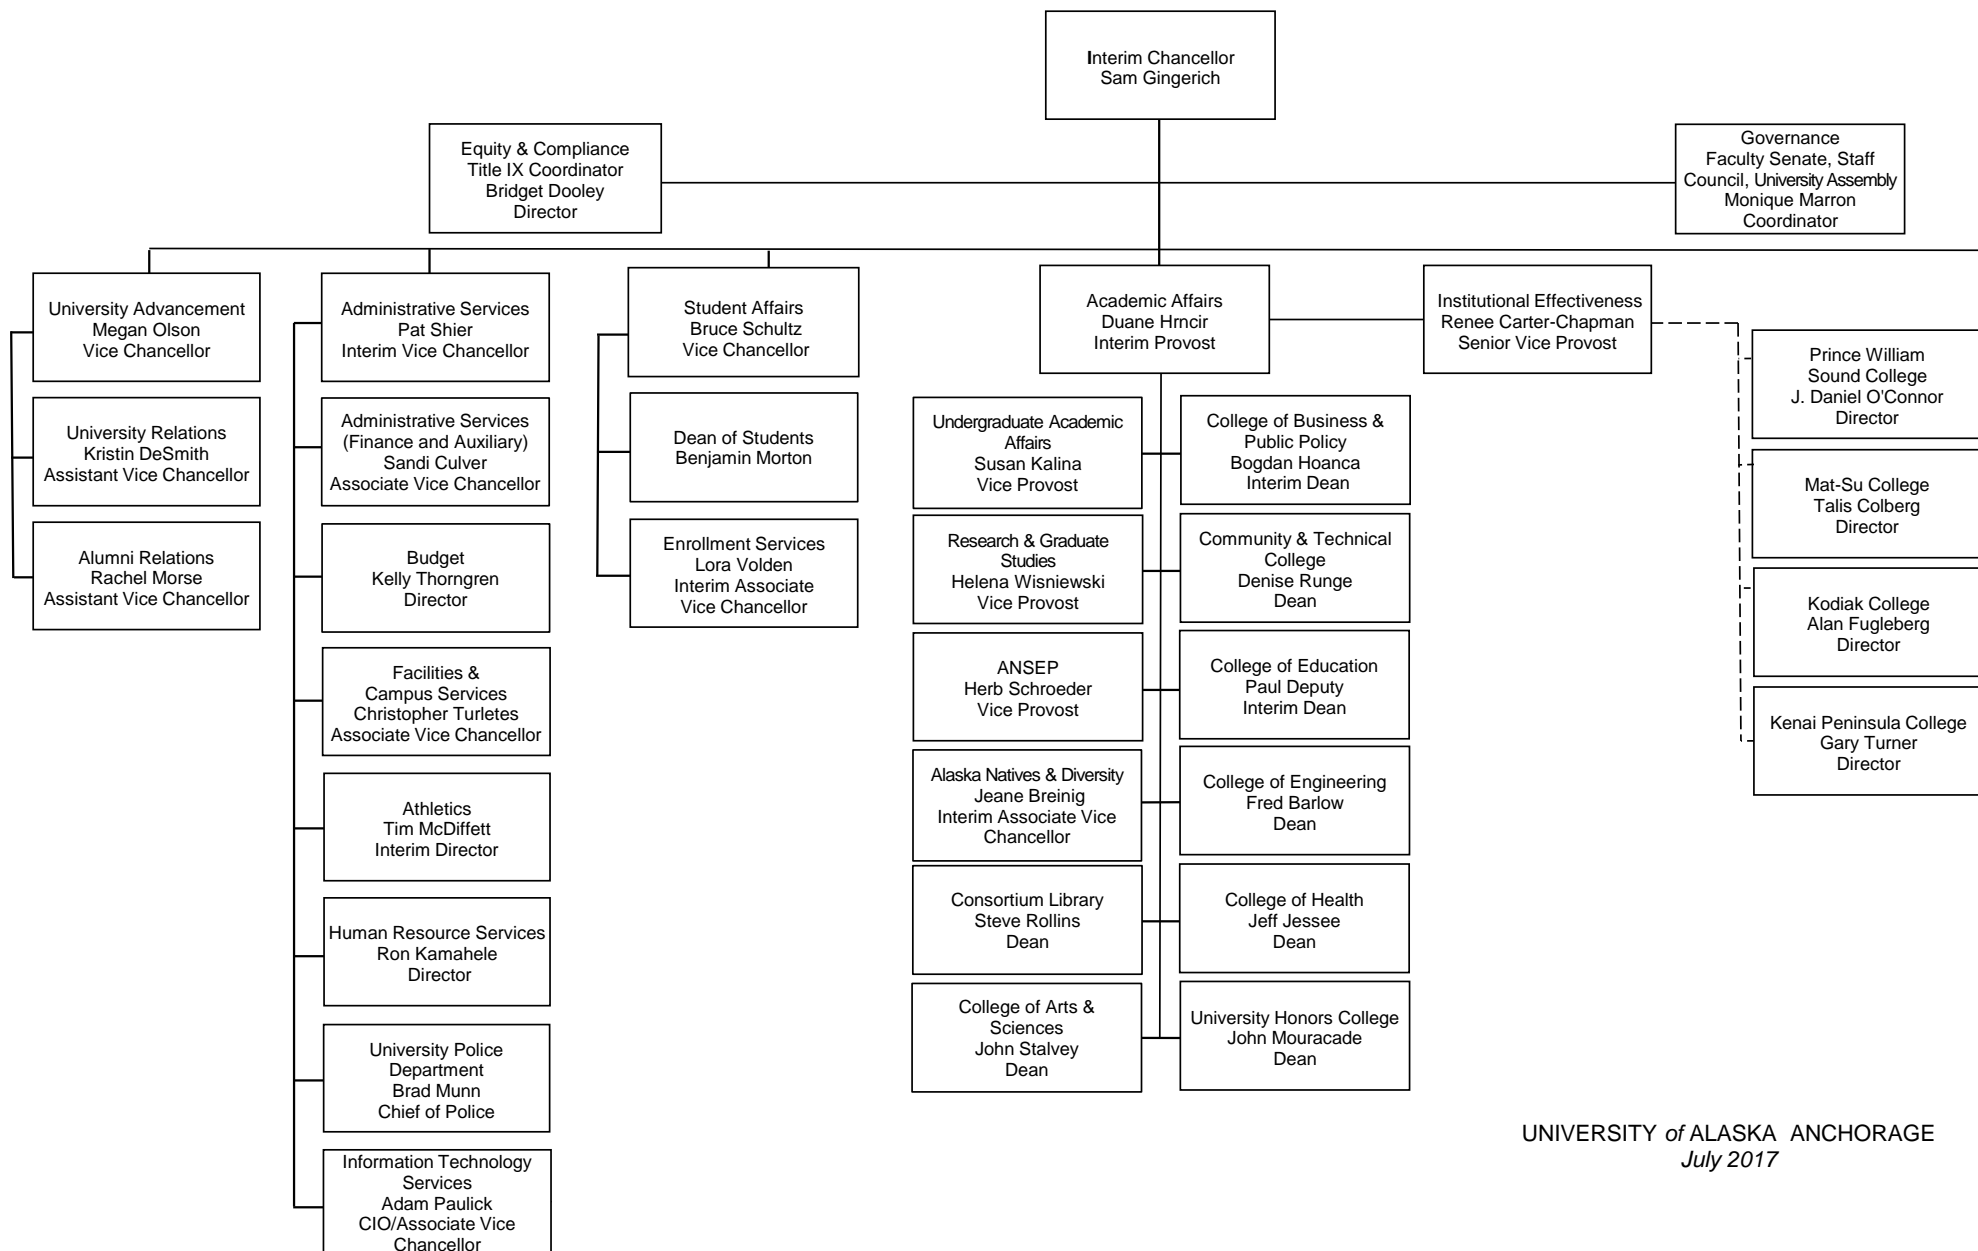 Interim Chancellor
Sam Gingerich
Equity & Compliance
Title IX Coordinator
Bridget Dooley
Director
Governance
Faculty Senate, Staff
Council, University Assembly
Monique Marron
Coordinator
University Advancement
Megan Olson
Vice Chancellor
University Relations
Kristin DeSmith
Assistant Vice Chancellor
Alumni Relations
Rachel Morse
Assistant Vice Chancellor
Administrative Services
Pat Shier
Interim Vice Chancellor
Administrative Services
(Finance and Auxiliary)
Sandi Culver
Associate Vice Chancellor
Budget
Kelly Thorngren
Director
Facilities &
Campus Services
Christopher Turletes
Associate Vice Chancellor
Athletics
Tim McDiffett
Interim Director
Human Resource Services
Ron Kamahele
Director
University Police
Department
Brad Munn
Chief of Police
Information Technology
Services
Adam Paulick
CIO/Associate Vice
Chancellor
Student Affairs
Bruce Schultz
Vice Chancellor
Dean of Students
Benjamin Morton
Enrollment Services
Lora Volden
Interim Associate
Vice Chancellor
Academic Affairs
Duane Hrncir
Interim Provost
Undergraduate Academic
Affairs
Susan Kalina
Vice Provost
Research & Graduate
Studies
Helena Wisniewski
Vice Provost
ANSEP
Herb Schroeder
Vice Provost
Alaska Natives & Diversity
Jeane Breinig
Interim Associate Vice
Chancellor
Consortium Library
Steve Rollins
Dean
College of Arts &
Sciences
John Stalvey
Dean
College of Business &
Public Policy
Bogdan Hoanca
Interim Dean
Community & Technical
College
Denise Runge
Dean
College of Education
Paul Deputy
Interim Dean
College of Engineering
Fred Barlow
Dean
College of Health
Jeff Jessee
Dean
University Honors College
John Mouracade
Dean
Institutional Effectiveness
Renee Carter-Chapman
Senior Vice Provost
Prince William
Sound College
J. Daniel O'Connor
Director
Mat-Su College
Talis Colberg
Director
Kodiak College
Alan Fugleberg
Director
Kenai Peninsula College
Gary Turner
Director
UNIVERSITY of ALASKA ANCHORAGE
July 2017